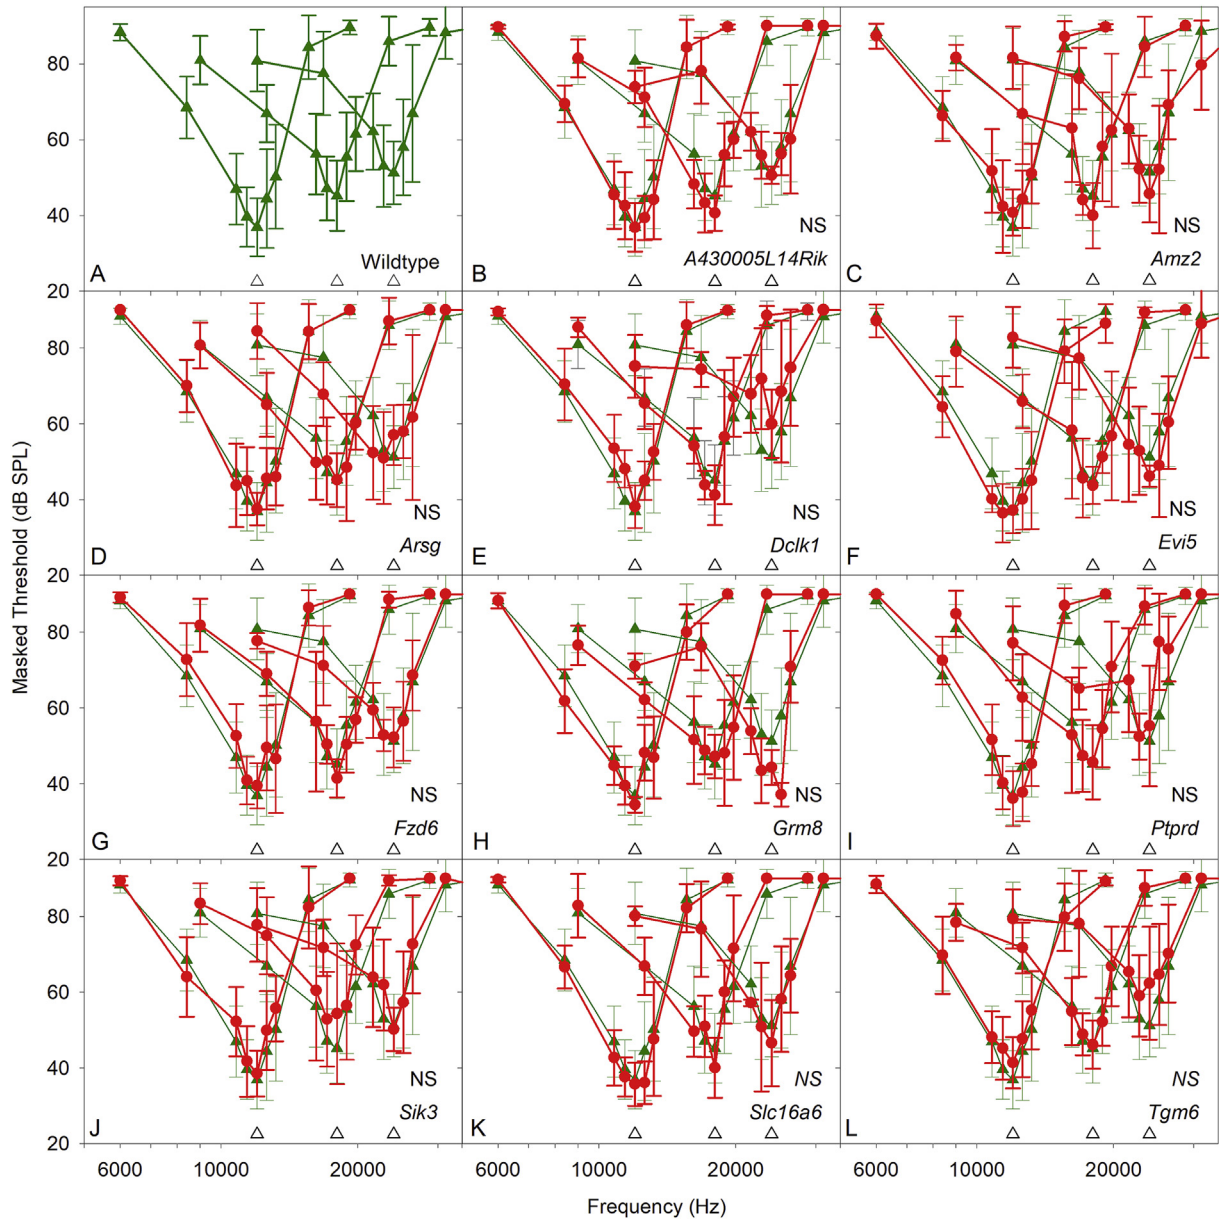 80
60
40
A
Wildtype
B
NS
A430005L14Rik
C
NS
Amz2
20
80
60
40
D
NS
Arsg
E
NS
Dclk1
F
NS
Evi5
Masked Threshold (dB SPL)
20
80
60
40
G
NS
Fzd6
H
NS
Grm8
I
NS
Ptprd
20
80
60
40
20
J
NS
Sik3
K
NS
Slc16a6
L
NS
Tgm6
6000 10000 20000
6000 10000 20000
6000 10000 20000
Frequency (Hz)